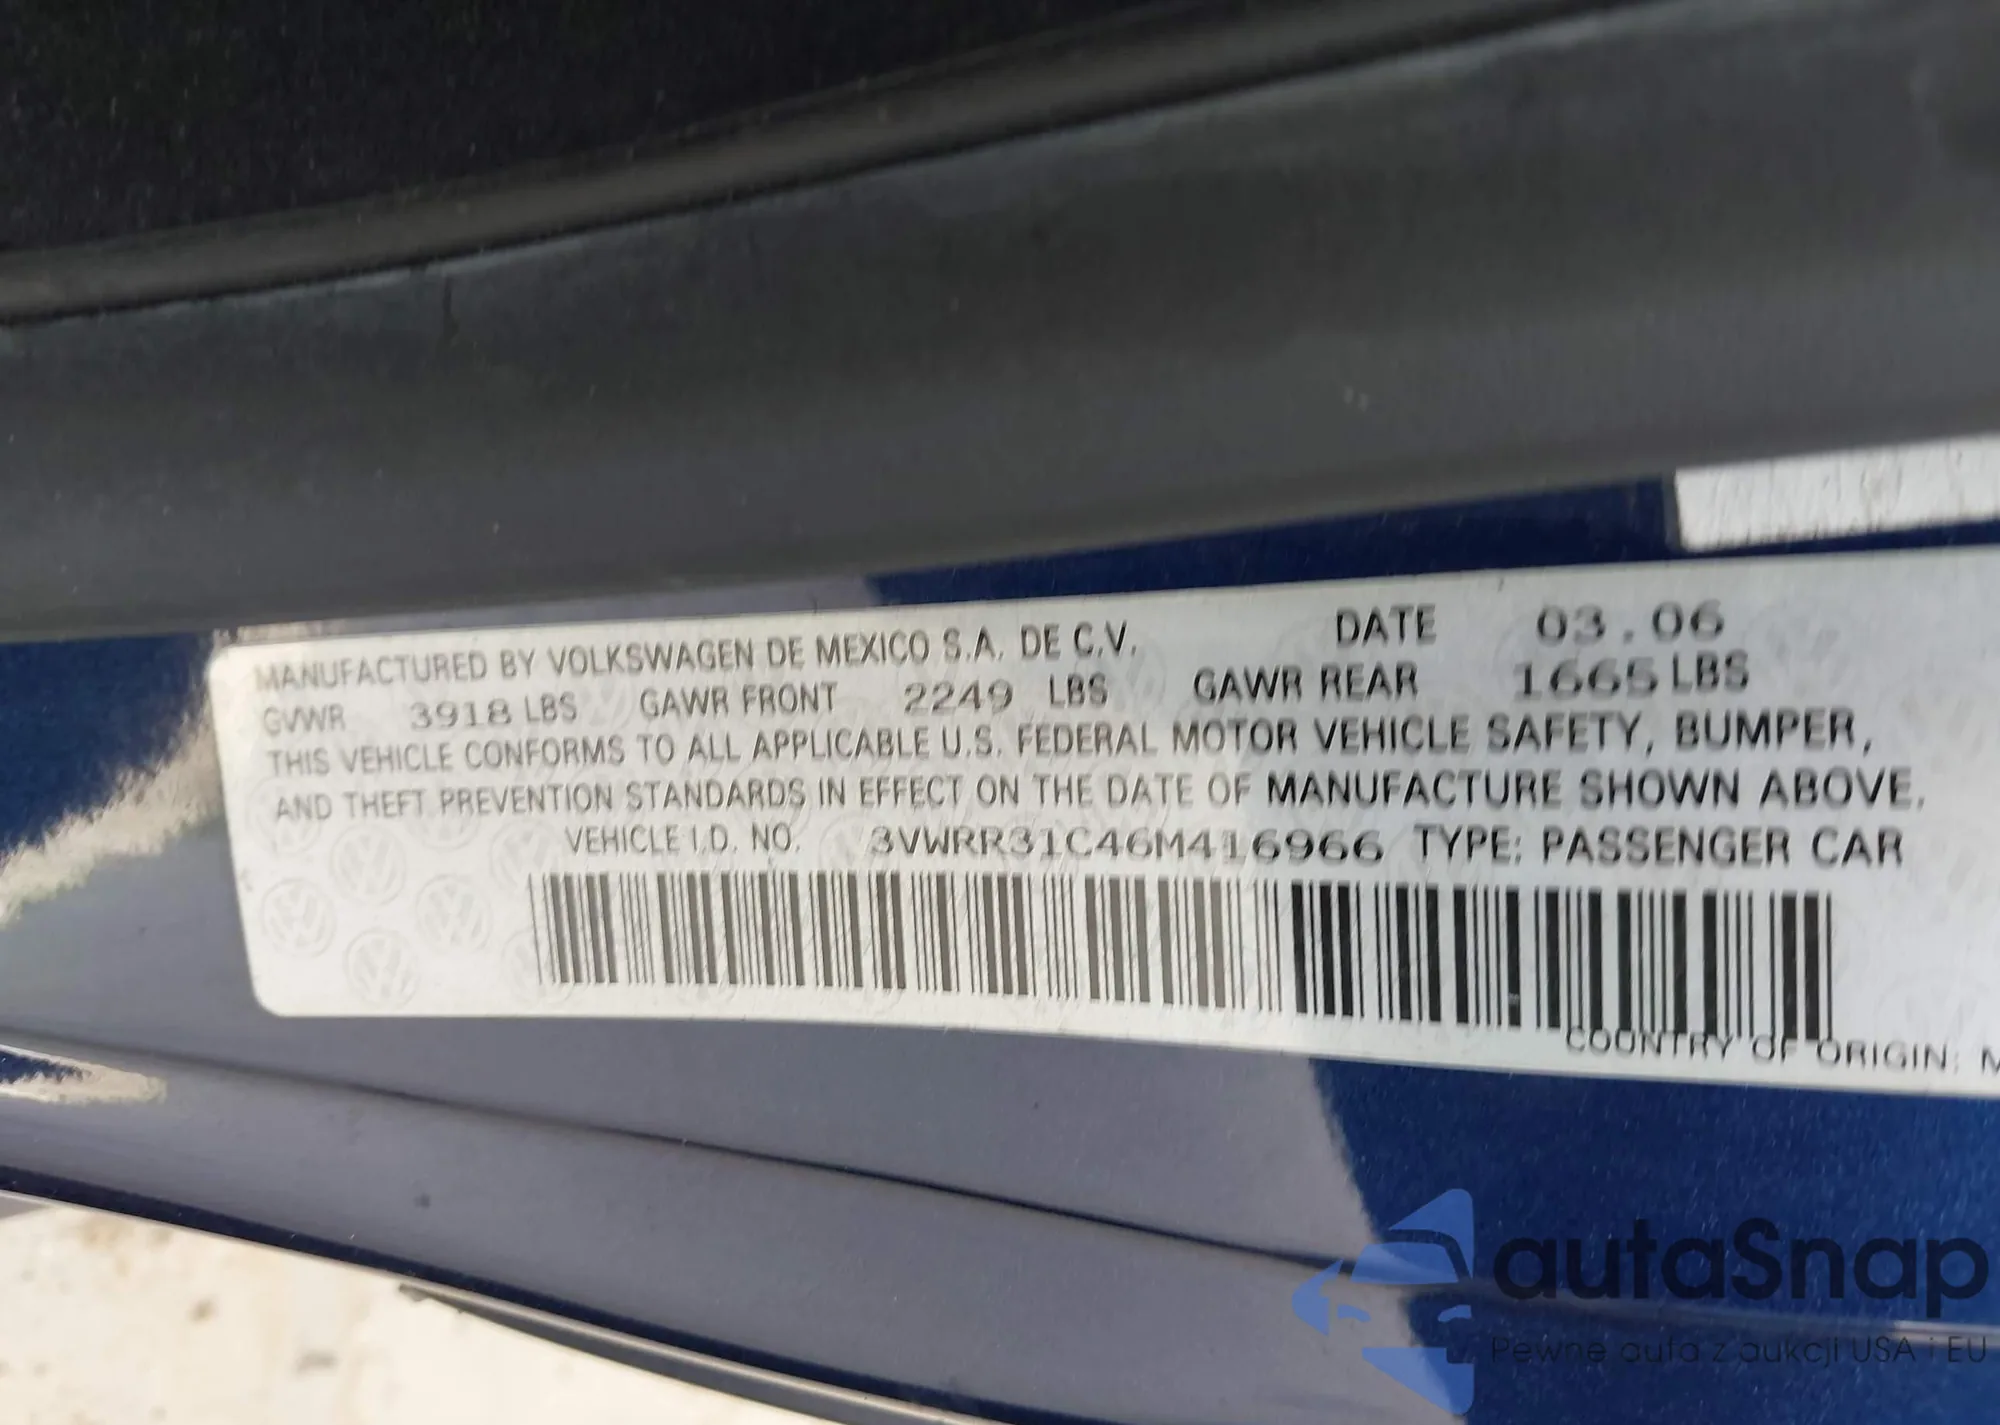 MANUFACTURED BY VOLKSWAGEN DE MEXICO S.A. DE C.V. DATE 03.06
GVWR 3918 LBS GAWR FRONT 2249 LBS GAWR REAR 1665 LBS
THIS VEHICLE CONFORMS TO ALL APPLICABLE U.S. FEDERAL MOTOR VEHICLE SAFETY, BUMPER,
AND THEFT PREVENTION STANDARDS IN EFFECT ON THE DATE OF MANUFACTURE SHOWN ABOVE.
VEHICLE I.D. NO. 3VWRR31C46M416966 TYPE: PASSENGER CAR
COUNTRY OF ORIGIN: M
autaSnap
Pewne auta z aukcji USA i EU